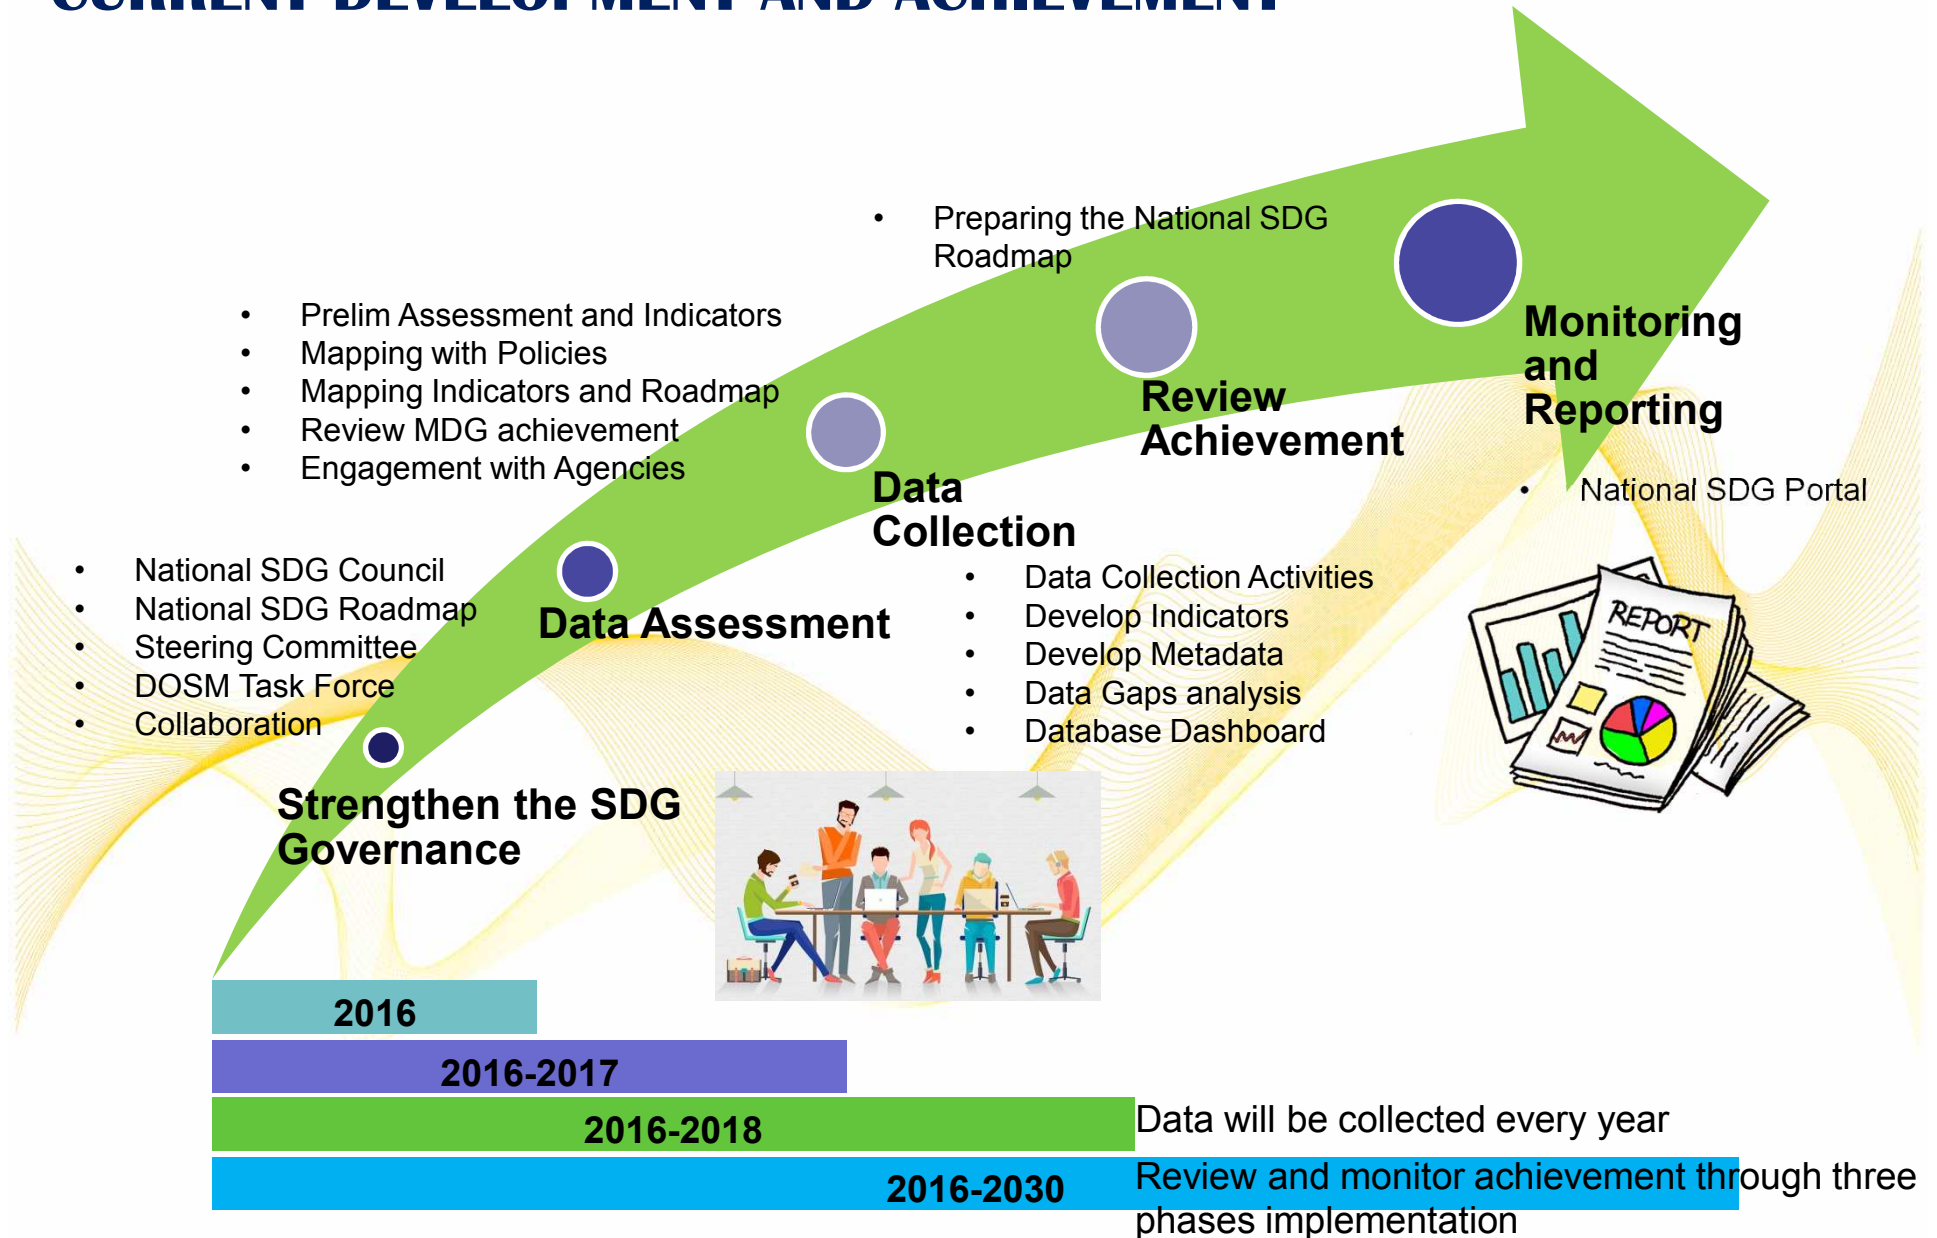 CURRENT DEVELOPMENT AND ACHIEVEMENT
• Preparing the National SDG
Roadmap
• Prelim Assessment and Indicators
• Mapping with Policies
• Mapping Indicators and Roadmap
• Review MDG achievement
• Engagement with Agencies
Monitoring
and
Reporting
• National SDG Portal
Review
Achievement
Data
Collection
• Data Collection Activities
• Develop Indicators
• Develop Metadata
• Data Gaps analysis
• Database Dashboard
• National SDG Council
• National SDG Roadmap
• Steering Committee
• DOSM Task Force
• Collaboration
Data Assessment
REPORT
Strengthen the SDG
Governance
2016
2016-2017
2016-2018
Data will be collected every year
2016-2030
Review and monitor achievement through three
phases implementation